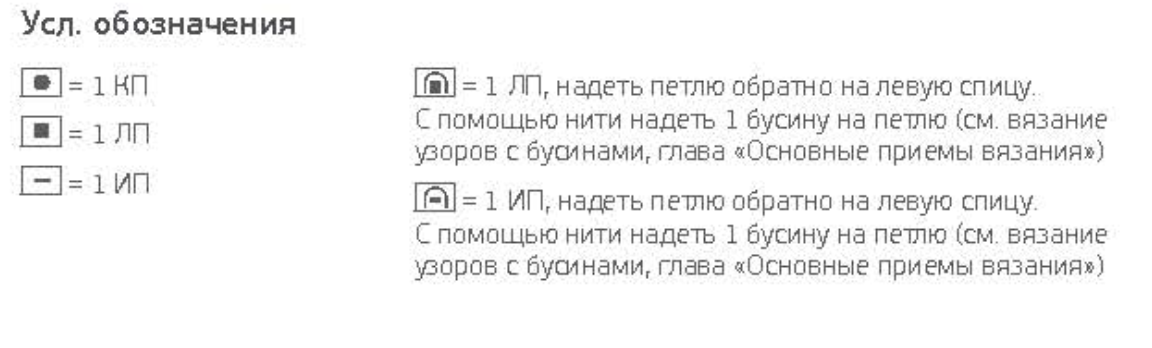 Усл. обозначения
= 1 КП
= 1 ЛП
= 1 ИП
= 1 ЛП, надеть петлю обратно на левую спицу.
С помощью нити надеть 1 бусину на петлю (см. вязание
узоров с бусинами, глава «Основные приемы вязания»)
= 1 ИП, надеть петлю обратно на левую спицу.
С помощью нити надеть 1 бусину на петлю (см. вязание
узоров с бусинами, глава «Основные приемы вязания»)